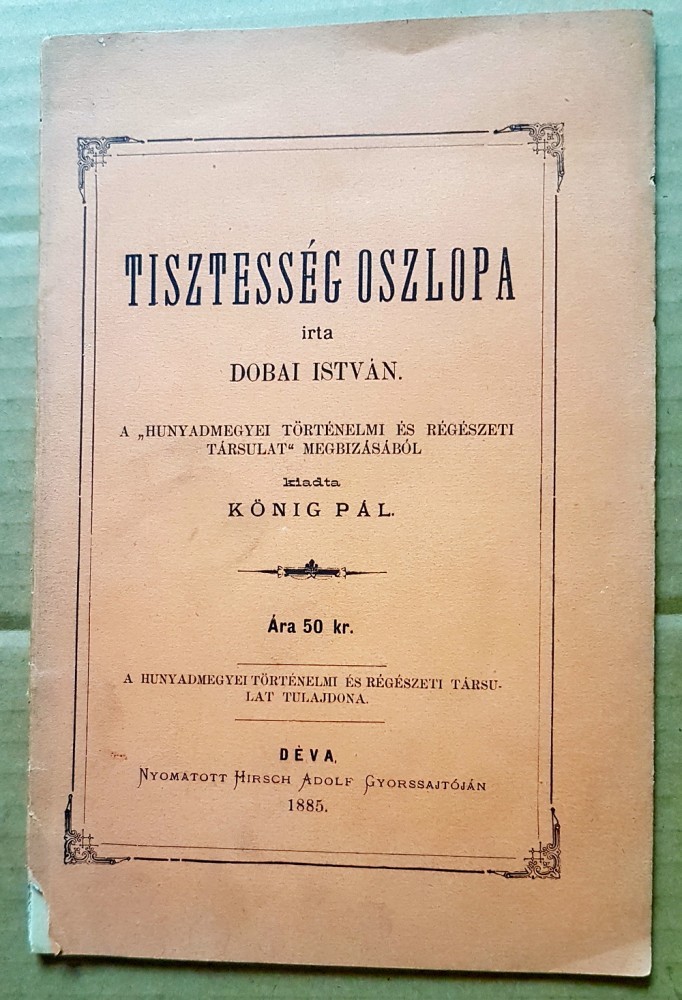 TISZTESSÉG OSZLOPA
irta
DOBAI ISTVÁN.
A „HUNYADMEGYEI TÖRTÉNELMI ÉS RÉGÉSZETI
TÁRSULAT“ MEGBIZÁSÁBÓL
kiadta
KÖNIG PÁL.
Ára 50 kr.
A HUNYADMEGYEI TÖRTÉNELMI ÉS RÉGÉSZETI TÁRSU-
LAT TULAJDONA.
DÉVA,
NYOMATOTT HIRSCH ADOLF GYORSSAJTÓJÁN
1885.